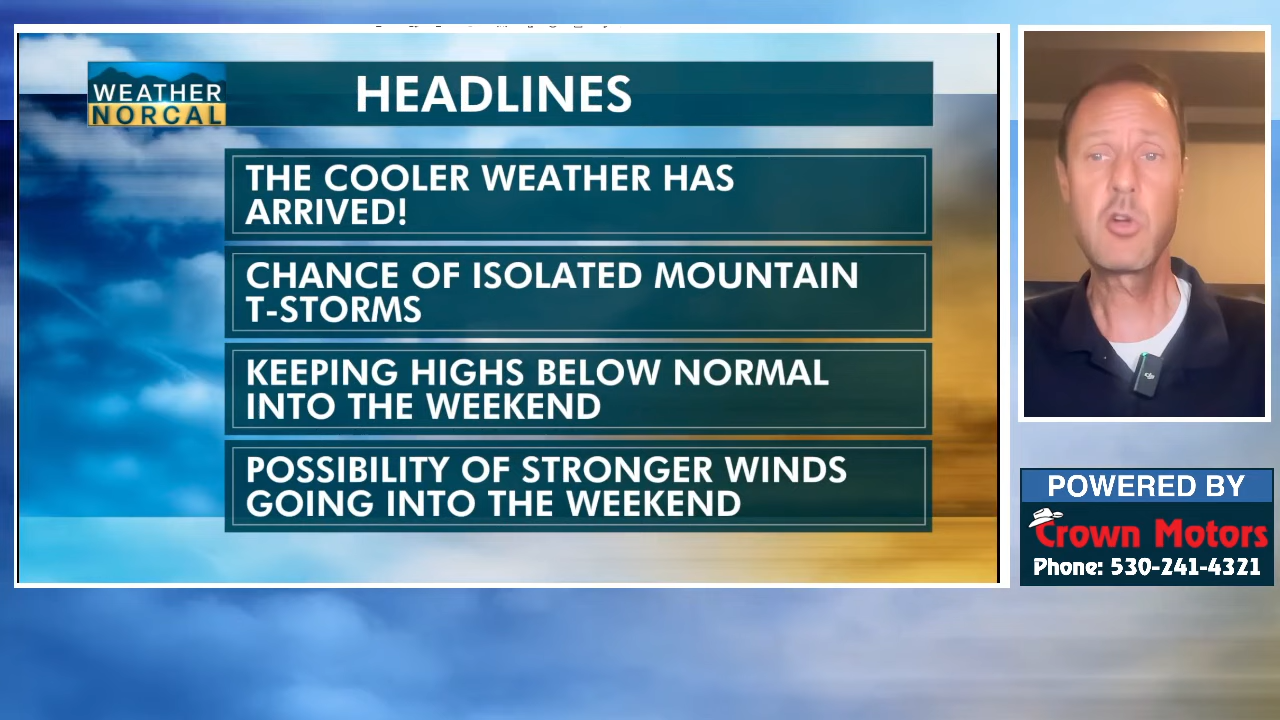 WEATHER
NORCAL
HEADLINES
THE COOLER WEATHER HAS
ARRIVED!
CHANCE OF ISOLATED MOUNTAIN
T-STORMS
KEEPING HIGHS BELOW NORMAL
INTO THE WEEKEND
POSSIBILITY OF STRONGER WINDS
GOING INTO THE WEEKEND
POWERED BY
Crown Motors
Phone: 530-241-4321